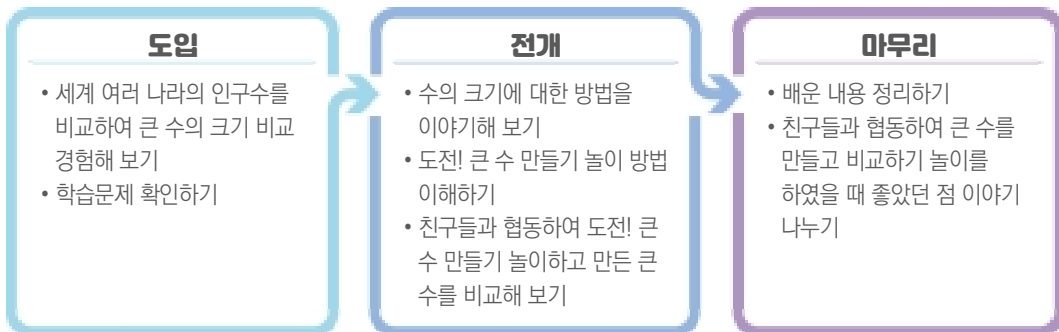 도입
• 세계 여러 나라의 인구수를
비교하여 큰 수의 크기 비교
경험해 보기
• 학습문제 확인하기
전개
• 수의 크기에 대한 방법을
이야기해 보기
• 도전! 큰 수 만들기 놀이 방법
이해하기
• 친구들과 협동하여 도전! 큰
수 만들기 놀이하고 만든 큰
수를 비교해 보기
마무리
• 배운 내용 정리하기
• 친구들과 협동하여 큰 수를
만들고 비교하기 놀이를
하였을 때 좋았던 점 이야기
나누기